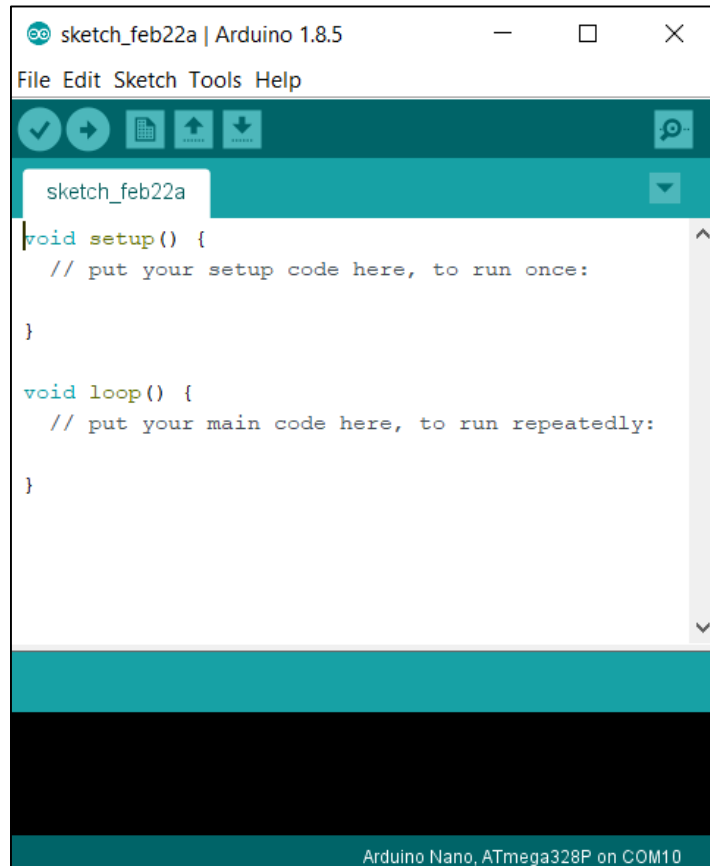 sketch_feb22a | Arduino 1.8.5
File Edit Sketch Tools Help
sketch_feb22a
void setup() {
  // put your setup code here, to run once:
}
void loop() {
  // put your main code here, to run repeatedly:
}
Arduino Nano, ATmega328P on COM10